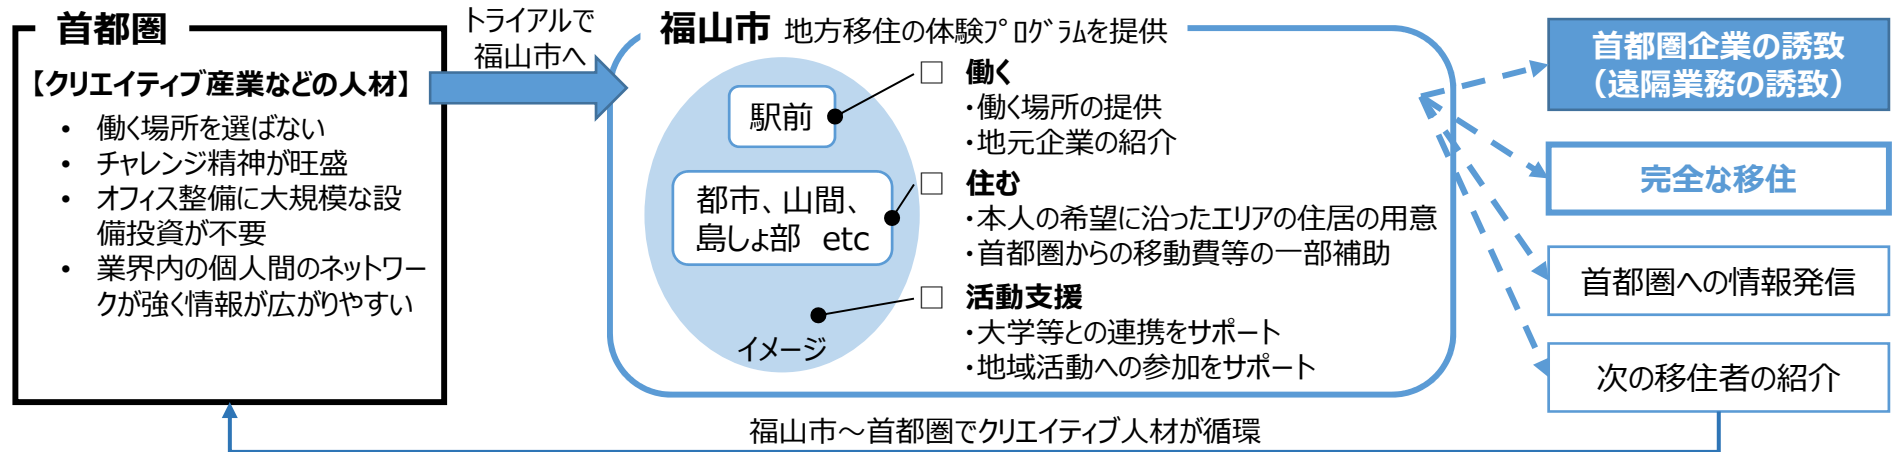 首都圏
【クリエイティブ産業などの人材】
• 働く場所を選ばない
• チャレンジ精神が旺盛
• オフィス整備に大規模な設
備投資が不要
• 業界内の個人間のネットワー
クが強く情報が広がりやすい
トライアルで
福山市へ
福山市 地方移住の体験プログラムを提供
駅前
都市、山間、
島しょ部 etc
イメージ
□ 働く
・働く場所の提供
・地元企業の紹介
□ 住む
・本人の希望に沿ったエリアの住居の用意
・首都圏からの移動費等の一部補助
□ 活動支援
・大学等との連携をサポート
・地域活動への参加をサポート
首都圏企業の誘致
（遠隔業務の誘致）
完全な移住
首都圏への情報発信
次の移住者の紹介
福山市～首都圏でクリエイティブ人材が循環